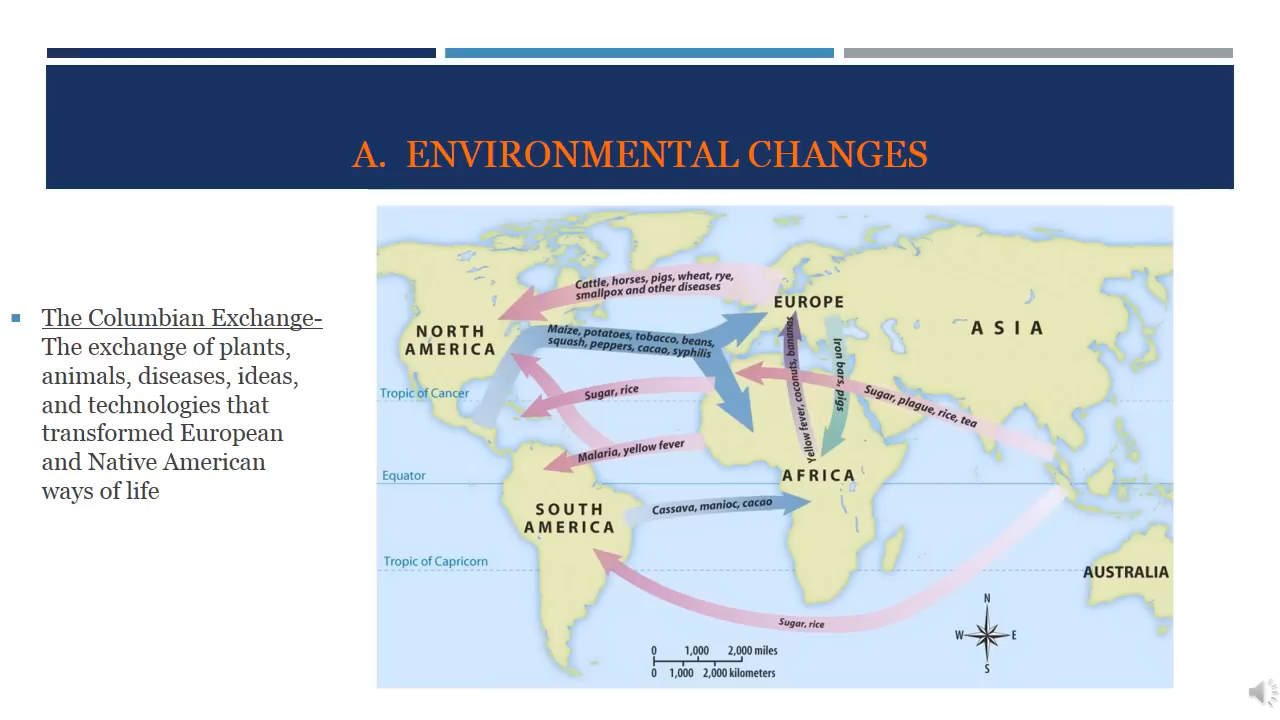 A. ENVIRONMENTAL CHANGES
The Columbian Exchange-
The exchange of plants,
animals, diseases, ideas,
and technologies that
transformed European
and Native American
ways of life
Cattle, horses, pigs, wheat, rye,
smallpox and other diseases
EUROPE
ASIA
NORTH
AMERICA
Maize, potatoes, tobacco, beans,
squash, peppers, cacao, syphilis
Yellow fever, coconuts, bananas
Iron bars, pigs
Tropic of Cancer
Sugar, rice
Sugar, plague, rice, tea
Malaria, yellow fever
Equator
AFRICA
SOUTH
AMERICA
Cassava, manioc, cacao
Tropic of Capricorn
AUSTRALIA
Sugar, rice
N
W E
S
0 1,000 2,000 miles
0 1,000 2,000 kilometers